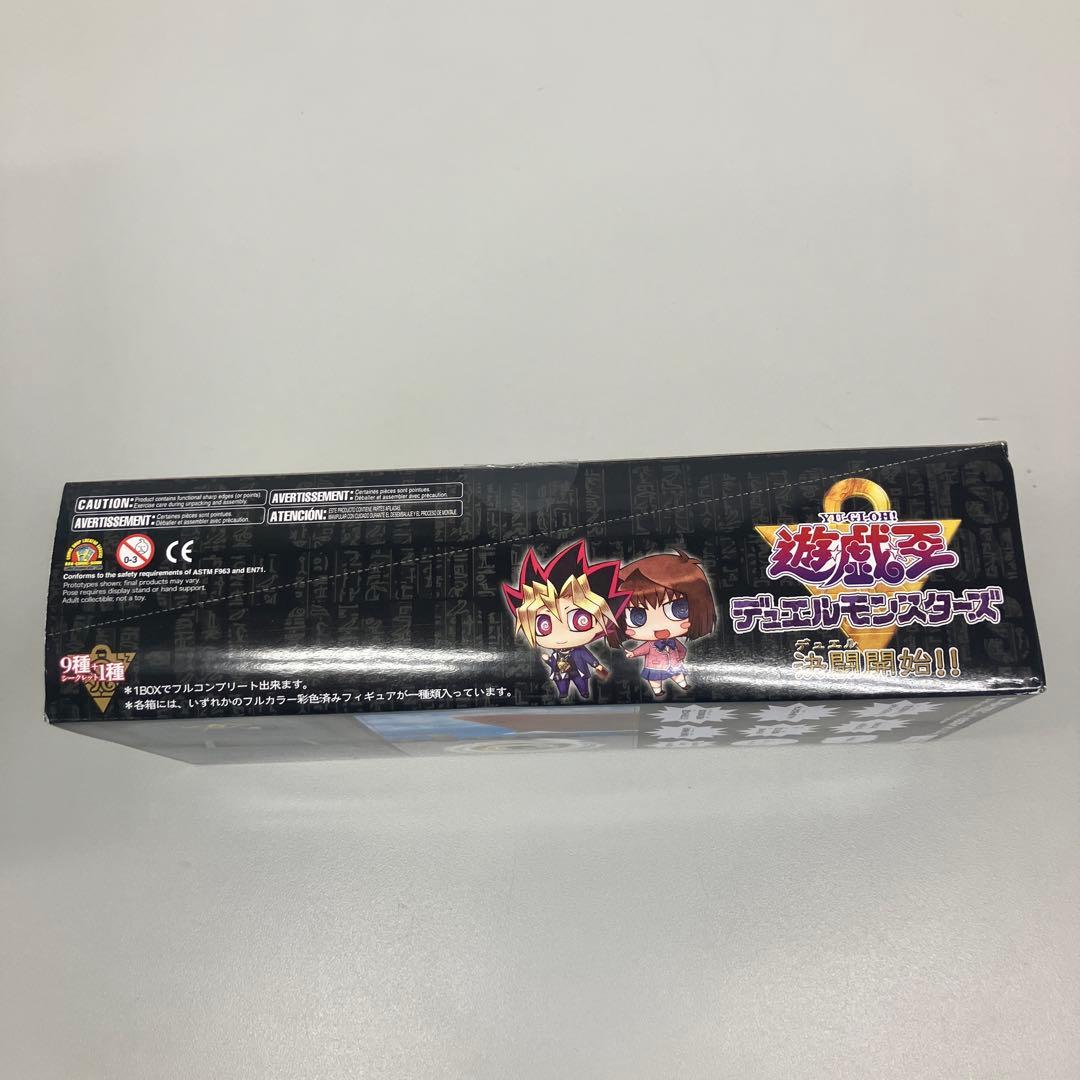 CAUTION: Product contains functional sharp edges (or points). Exercise care during unpacking and assembly.
AVERTISSEMENT: Certaines pièces sont pointues. Déballer et assembler avec précaution.
AVERTISSEMENT: Certaines pièces sont pointues. Déballer et assembler avec précaution.
ATENCIÓN: ESTE PRODUCTO CONTIENE PARTES AFILADAS. MANIPULAR CON CUIDADO DURANTE EL DESEMBALAJE Y EL PROCESO DE MONTAJE.
0-3
CE
Conforms to the safety requirements of ASTM F963 and EN71.
Prototypes shown; final products may vary.
Pose requires display stand or hand support.
Adult collectible; not a toy.
9種+シークレット1種
*1BOXでフルコンプリート出来ます。
*各箱には、いずれかのフルカラー彩色済みフィギュアが一種類入っています。
YU-GI-OH!
遊戯王
デュエルモンスターズ
デュエル
決闘開始!!